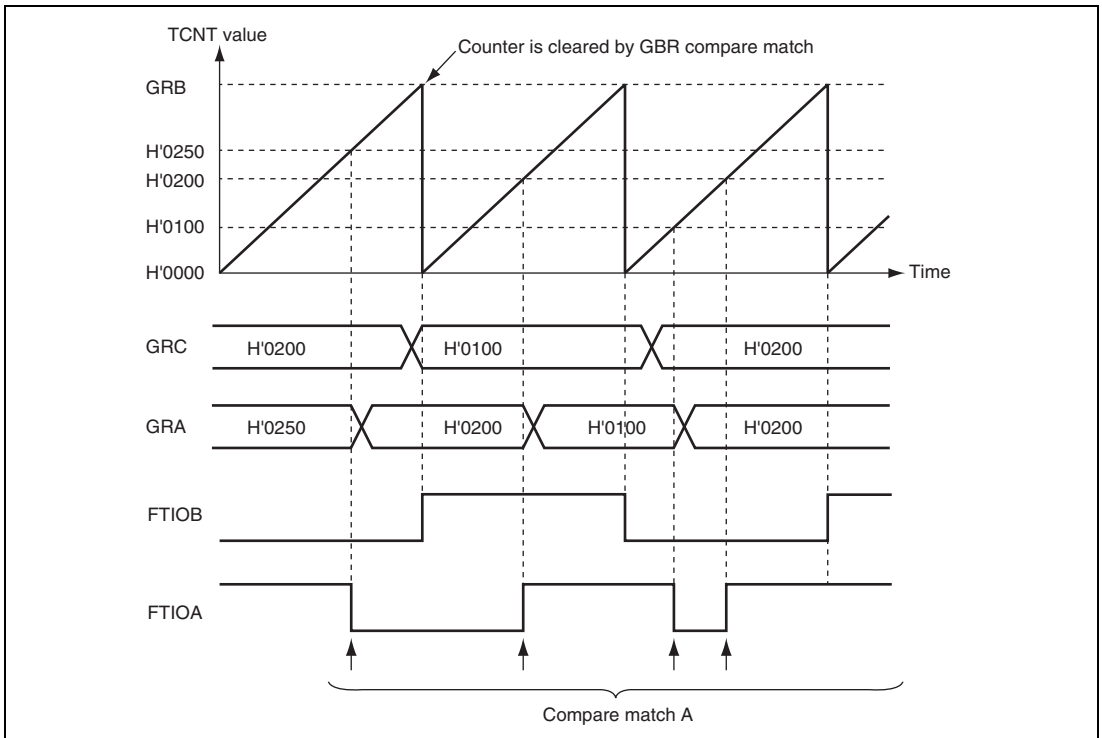 TCNT value
Counter is cleared by GBR compare match
GRB
H'0250
H'0200
H'0100
H'0000
Time
GRC
H'0200
H'0100
H'0200
GRA
H'0250
H'0200
H'0100
H'0200
FTIOB
FTIOA
Compare match A